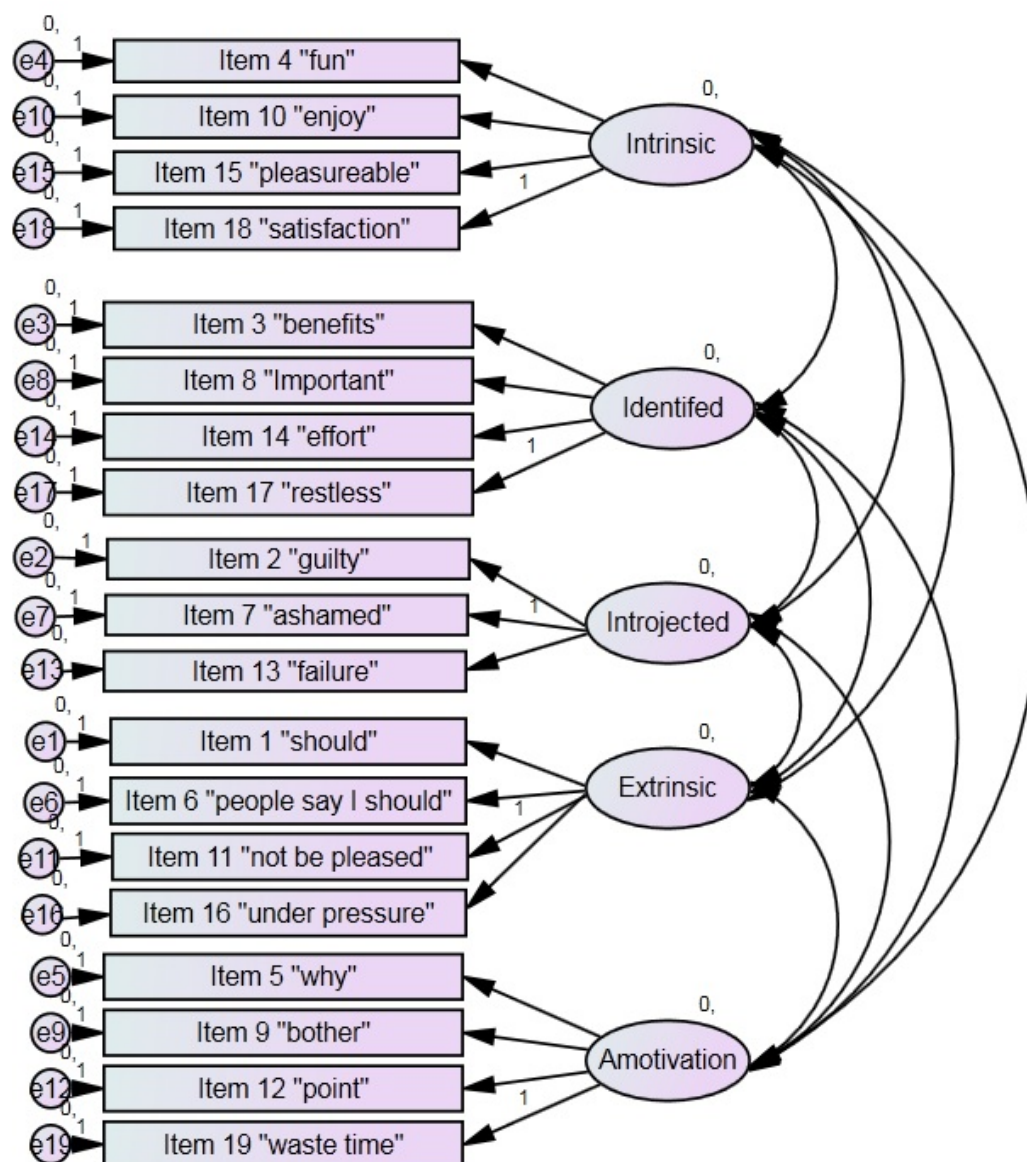 0,
e4 1 Item 4 "fun"
0,
e10 1 Item 10 "enjoy"
0,
e15 1 Item 15 "pleasureable"
0,
e18 1 Item 18 "satisfaction"
0,
Intrinsic
1
0,
e3 1 Item 3 "benefits"
0,
e8 1 Item 8 "Important"
0,
e14 1 Item 14 "effort"
0,
e17 1 Item 17 "restless"
0,
Identifed
1
0,
e2 1 Item 2 "guilty"
0,
e7 1 Item 7 "ashamed"
0,
e13 Item 13 "failure"
0,
Introjected
1
0,
e1 1 Item 1 "should"
0,
e6 1 Item 6 "people say I should"
0,
e11 1 Item 11 "not be pleased"
0,
e16 Item 16 "under pressure"
0,
Extrinsic
1
0,
e5 1 Item 5 "why"
0,
e9 1 Item 9 "bother"
0,
e12 1 Item 12 "point"
0,
e19 1 Item 19 "waste time"
0,
Amotivation
1